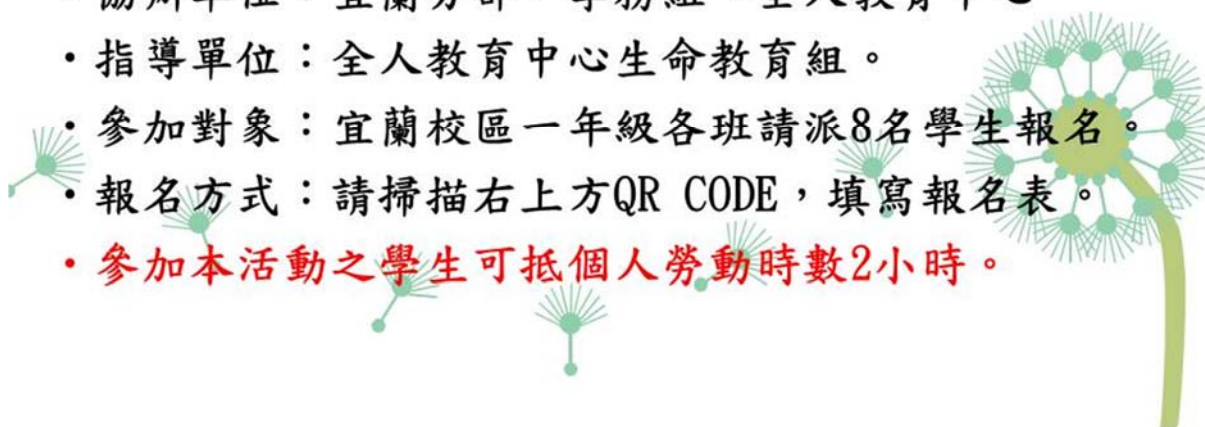 ・指導單位：全人教育中心生命教育組。
・參加對象：宜蘭校區一年級各班請派8名學生報名。
・報名方式：請掃描右上方QR CODE，填寫報名表。
・參加本活動之學生可抵個人勞動時數2小時。